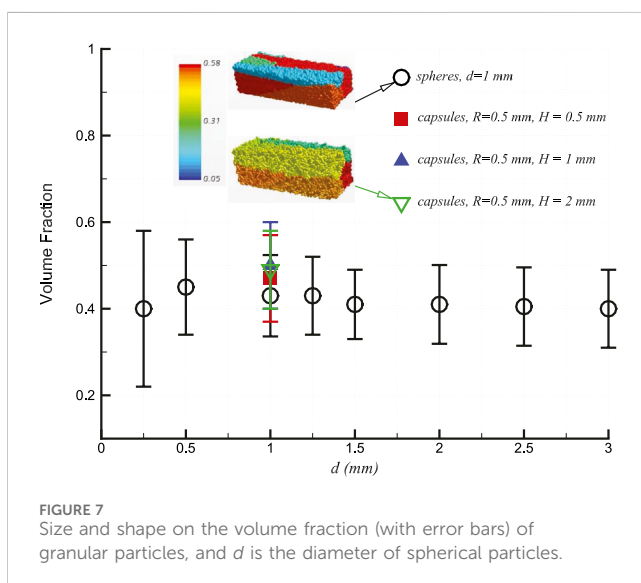 1
0.8
0.6
0.4
0.2
Volume Fraction
0.58
0.31
0.05
spheres, d=1 mm
capsules, R=0.5 mm, H = 0.5 mm
capsules, R=0.5 mm, H = 1 mm
capsules, R=0.5 mm, H = 2 mm
0 0.5 1 1.5 2 2.5 3
d (mm)
FIGURE 7
Size and shape on the volume fraction (with error bars) of
granular particles, and d is the diameter of spherical particles.